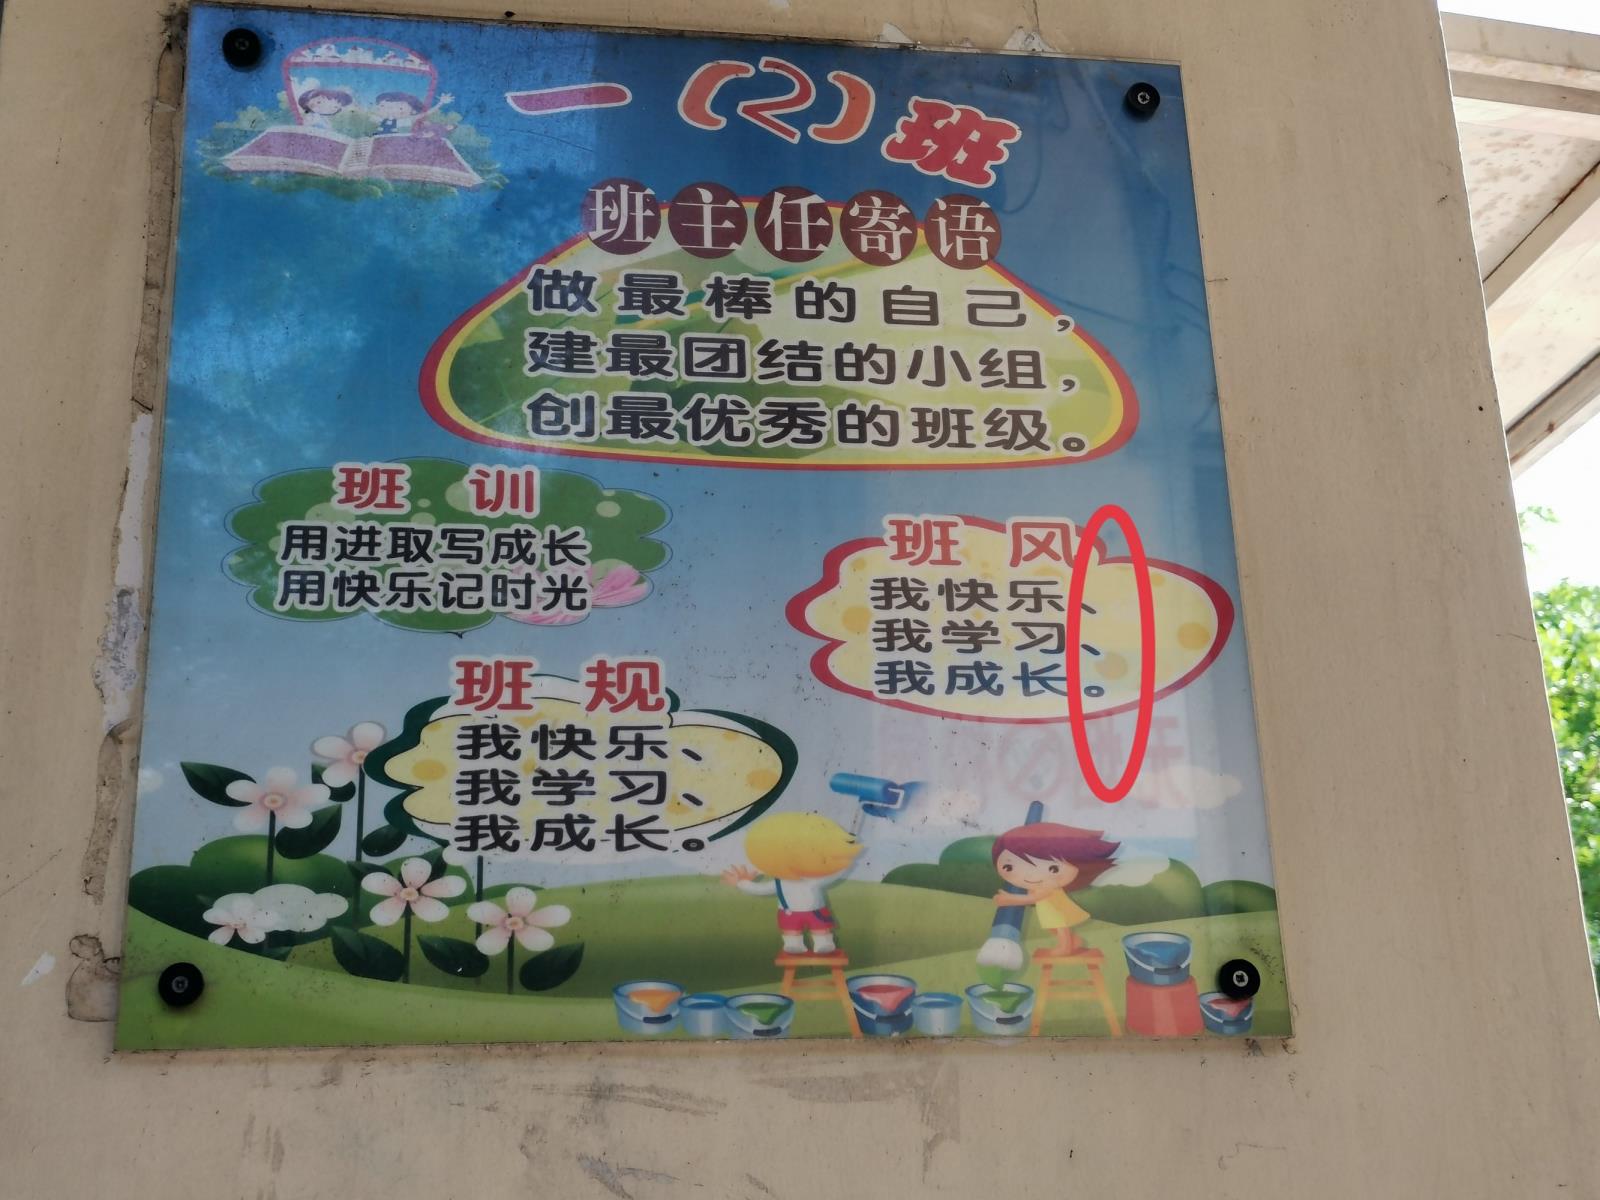 一（2）班
班主任寄语
做最棒的自己，
建最团结的小组，
创最优秀的班级。
班 训
用进取写成长
用快乐记时光
班 风
我快乐、
我学习、
我成长。
班 规
我快乐、
我学习、
我成长。